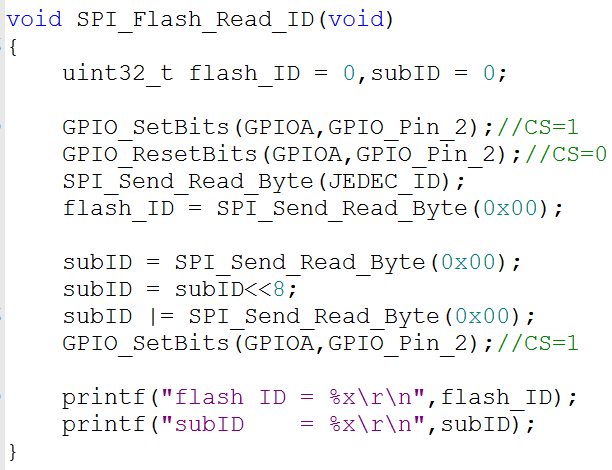 void SPI_Flash_Read_ID(void)
{
    uint32_t flash_ID = 0,subID = 0;

    GPIO_SetBits(GPIOA,GPIO_Pin_2);//CS=1
    GPIO_ResetBits(GPIOA,GPIO_Pin_2);//CS=0
    SPI_Send_Read_Byte(JEDEC_ID);
    flash_ID = SPI_Send_Read_Byte(0x00);

    subID = SPI_Send_Read_Byte(0x00);
    subID = subID<<8;
    subID |= SPI_Send_Read_Byte(0x00);
    GPIO_SetBits(GPIOA,GPIO_Pin_2);//CS=1

    printf("flash ID = %x\r\n",flash_ID);
    printf("subID    = %x\r\n",subID);
}